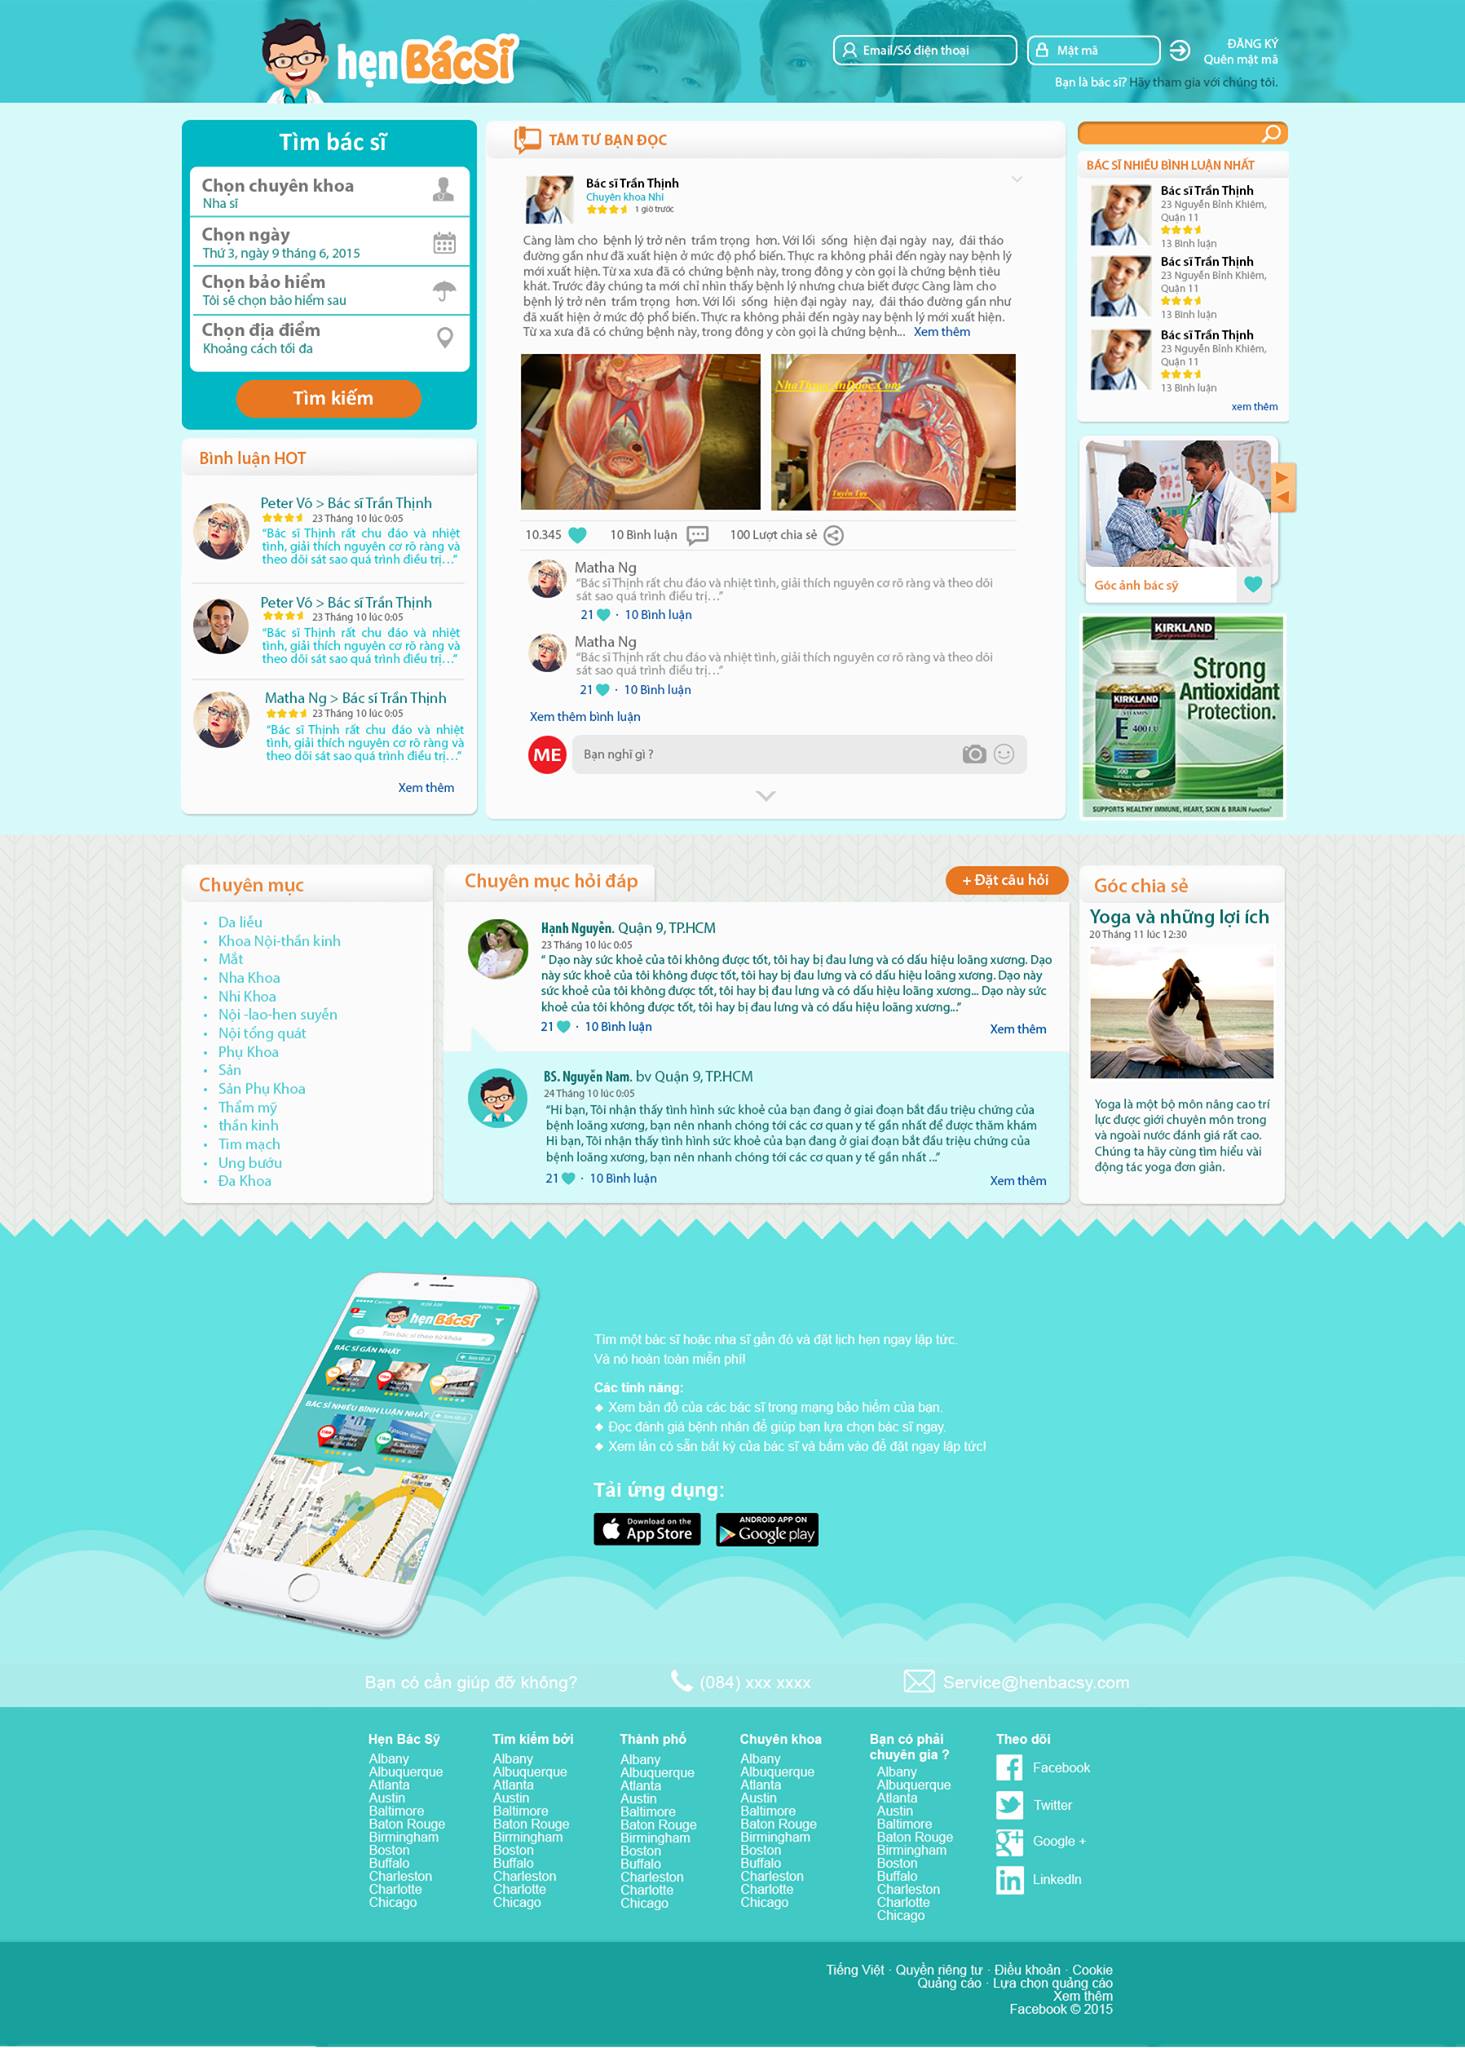 hẹn BácSĩ
Email/Số điện thoại
Mật mã
ĐĂNG KÝ
Quên mật mã
Bạn là bác sĩ? Hãy tham gia với chúng tôi.
Tìm bác sĩ
Chọn chuyên khoa
Nha sĩ
Chọn ngày
Thứ 3, ngày 9 tháng 6, 2015
Chọn bảo hiểm
Tôi sẽ chọn bảo hiểm sau
Chọn địa điểm
Khoảng cách tối đa
Tìm kiếm
Bình luận HOT
Peter Võ > Bác sĩ Trần Thịnh
23 Tháng 10 lúc 0:05
“Bác sĩ Thịnh rất chu đáo và nhiệt
tình, giải thích nguyên cơ rõ ràng và
theo dõi sát sao quá trình điều trị…”
Peter Võ > Bác sĩ Trần Thịnh
23 Tháng 10 lúc 0:05
“Bác sĩ Thịnh rất chu đáo và nhiệt
tình, giải thích nguyên cơ rõ ràng và
theo dõi sát sao quá trình điều trị…”
Matha Ng > Bác sĩ Trần Thịnh
23 Tháng 10 lúc 0:05
“Bác sĩ Thịnh rất chu đáo và nhiệt
tình, giải thích nguyên cơ rõ ràng và
theo dõi sát sao quá trình điều trị…”
Xem thêm
TÂM TƯ BẠN ĐỌC
Bác sĩ Trần Thịnh
Chuyên khoa Nhi
1 giờ trước
Càng làm cho bệnh lý trở nên trầm trọng hơn. Với lối sống hiện đại ngày nay, đái tháo
đường gần như đã xuất hiện ở mức độ phổ biến. Thực ra không phải đến ngày nay bệnh lý
mới xuất hiện. Từ xa xưa đã có chứng bệnh này, trong đông y còn gọi là chứng bệnh tiêu
khát. Trước đây chúng ta mới chỉ nhìn thấy bệnh lý nhưng chưa biết được Càng làm cho
bệnh lý trở nên trầm trọng hơn. Với lối sống hiện đại ngày nay, đái tháo đường gần như
đã xuất hiện ở mức độ phổ biến. Thực ra không phải đến ngày nay bệnh lý mới xuất hiện.
Từ xa xưa đã có chứng bệnh này, trong đông y còn gọi là chứng bệnh... Xem thêm
NhaThuocAnDuoc.Com
Tuyến Tụy
10.345
10 Bình luận
100 Lượt chia sẻ
Matha Ng
“Bác sĩ Thịnh rất chu đáo và nhiệt tình, giải thích nguyên cơ rõ ràng và theo dõi
sát sao quá trình điều trị…”
21 · 10 Bình luận
Matha Ng
“Bác sĩ Thịnh rất chu đáo và nhiệt tình, giải thích nguyên cơ rõ ràng và theo dõi
sát sao quá trình điều trị…”
21 · 10 Bình luận
Xem thêm bình luận
ME
Bạn nghĩ gì ?
BÁC SĨ NHIỀU BÌNH LUẬN NHẤT
Bác sĩ Trần Thịnh
23 Nguyễn Bỉnh Khiêm,
Quận 11
13 Bình luận
Bác sĩ Trần Thịnh
23 Nguyễn Bỉnh Khiêm,
Quận 11
13 Bình luận
Bác sĩ Trần Thịnh
23 Nguyễn Bỉnh Khiêm,
Quận 11
13 Bình luận
xem thêm
Góc ảnh bác sỹ
KIRKLAND
Signature
Strong
Antioxidant
Protection.
KIRKLAND
VITAMIN
E 400 I.U.
500
SUPPORTS HEALTHY IMMUNE, HEART, SKIN & BRAIN Function*
Chuyên mục
• Da liễu
• Khoa Nội-thần kinh
• Mắt
• Nha Khoa
• Nhi Khoa
• Nội -lao-hen suyễn
• Nội tổng quát
• Phụ Khoa
• Sản
• Sản Phụ Khoa
• Thẩm mỹ
• thần kinh
• Tim mạch
• Ung bướu
• Đa Khoa
Chuyên mục hỏi đáp
+ Đặt câu hỏi
Hạnh Nguyễn. Quận 9, TP.HCM
23 Tháng 10 lúc 0:05
“ Dạo này sức khoẻ của tôi không được tốt, tôi hay bị đau lưng và có dấu hiệu loãng xương. Dạo
này sức khoẻ của tôi không được tốt, tôi hay bị đau lưng và có dấu hiệu loãng xương. Dạo này
sức khoẻ của tôi không được tốt, tôi hay bị đau lưng và có dấu hiệu loãng xương... Dạo này sức
khoẻ của tôi không được tốt, tôi hay bị đau lưng và có dấu hiệu loãng xương...”
21 · 10 Bình luận
Xem thêm
BS. Nguyễn Nam. bv Quận 9, TP.HCM
24 Tháng 10 lúc 0:05
“Hi bạn, Tôi nhận thấy tình hình sức khoẻ của bạn đang ở giai đoạn bắt đầu triệu chứng của
bệnh loãng xương, bạn nên nhanh chóng tới các cơ quan y tế gần nhất để được thăm khám
Hi bạn, Tôi nhận thấy tình hình sức khoẻ của bạn đang ở giai đoạn bắt đầu triệu chứng của
bệnh loãng xương, bạn nên nhanh chóng tới các cơ quan y tế gần nhất ...”
21 · 10 Bình luận
Xem thêm
Góc chia sẻ
Yoga và những lợi ích
20 Tháng 11 lúc 12:30
Yoga là một bộ môn nâng cao trí
lực được giới chuyên môn trong
và ngoài nước đánh giá rất cao.
Chúng ta hãy cùng tìm hiểu vài
động tác yoga đơn giản.
hẹn BácSĩ
Tìm bác sĩ theo từ khóa
BÁC SĨ GẦN NHẤT
BÁC SĨ NHIỀU BÌNH LUẬN NHẤT
Tìm một bác sĩ hoặc nha sĩ gần đó và đặt lịch hẹn ngay lập tức.
Và nó hoàn toàn miễn phí!
Các tính năng:
◆ Xem bản đồ của các bác sĩ trong mạng bảo hiểm của bạn.
◆ Đọc đánh giá bệnh nhân để giúp bạn lựa chọn bác sĩ ngay.
◆ Xem lần có sẵn bất kỳ của bác sĩ và bấm vào để đặt ngay lập tức!
Tải ứng dụng:
Download on the
App Store
ANDROID APP ON
Google play
Bạn có cần giúp đỡ không?
(084) xxx xxxx
Service@henbacsy.com
Hẹn Bác Sỹ
Albany
Albuquerque
Atlanta
Austin
Baltimore
Baton Rouge
Birmingham
Boston
Buffalo
Charleston
Charlotte
Chicago
Tìm kiếm bởi
Albany
Albuquerque
Atlanta
Austin
Baltimore
Baton Rouge
Birmingham
Boston
Buffalo
Charleston
Charlotte
Chicago
Thành phố
Albany
Albuquerque
Atlanta
Austin
Baltimore
Baton Rouge
Birmingham
Boston
Buffalo
Charleston
Charlotte
Chicago
Chuyên khoa
Albany
Albuquerque
Atlanta
Austin
Baltimore
Baton Rouge
Birmingham
Boston
Buffalo
Charleston
Charlotte
Chicago
Bạn có phải
chuyên gia ?
Albany
Albuquerque
Atlanta
Austin
Baltimore
Baton Rouge
Birmingham
Boston
Buffalo
Charleston
Charlotte
Chicago
Theo dõi
Facebook
Twitter
Google +
LinkedIn
Tiếng Việt · Quyền riêng tư · Điều khoản · Cookie
Quảng cáo · Lựa chọn quảng cáo
Xem thêm
Facebook © 2015